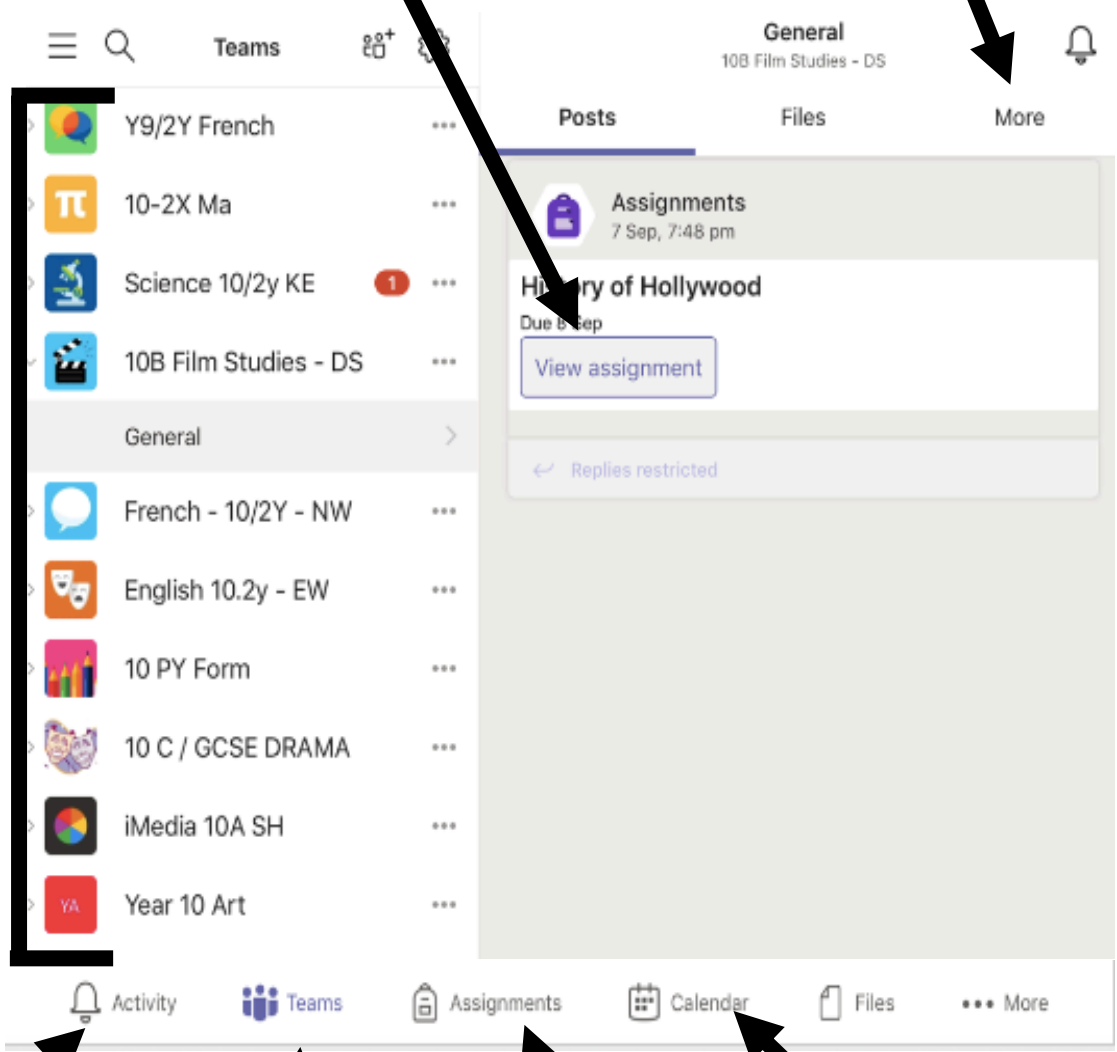 Teams
Y9/2Y French
10-2X Ma
Science 10/2y KE 1
10B Film Studies - DS
General
French - 10/2Y - NW
English 10.2y - EW
10 PY Form
10 C / GCSE DRAMA
iMedia 10A SH
YA Year 10 Art
General
10B Film Studies - DS
Posts Files More
Assignments
7 Sep, 7:48 pm
History of Hollywood
Due 8 Sep
View assignment
Replies restricted
Activity Teams Assignments Calendar Files More